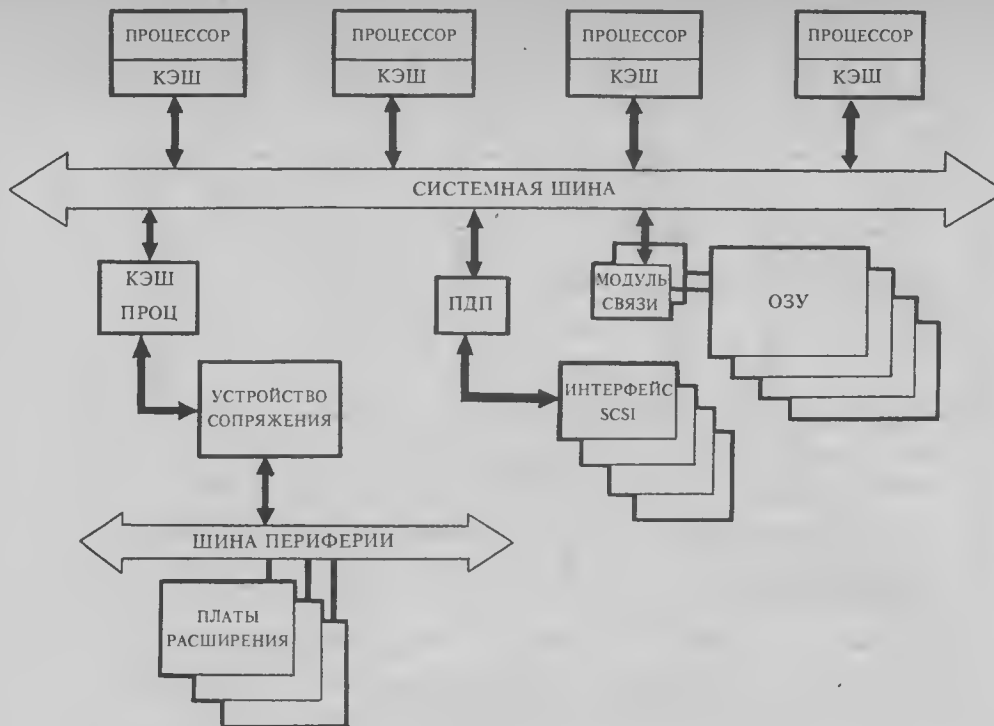 ПРОЦЕССОР
КЭШ
ПРОЦЕССОР
КЭШ
ПРОЦЕССОР
КЭШ
ПРОЦЕССОР
КЭШ
СИСТЕМНАЯ ШИНА
КЭШ
ПРОЦ
ПДП
МОДУЛЬ
СВЯЗИ
ОЗУ
УСТРОЙСТВО
СОПРЯЖЕНИЯ
ИНТЕРФЕЙС
SCSI
ШИНА ПЕРИФЕРИИ
ПЛАТЫ
РАСШИРЕНИЯ